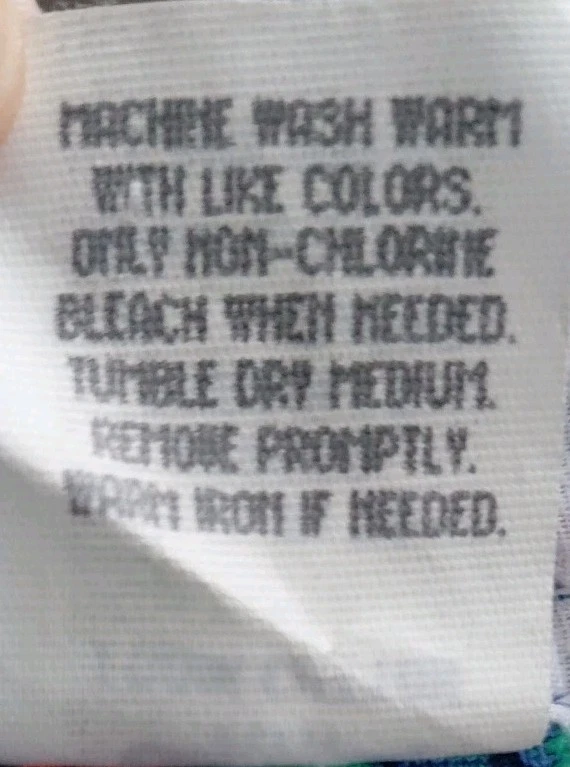 MACHINE WASH WARM
WITH LIKE COLORS.
ONLY NON-CHLORINE
BLEACH WHEN NEEDED.
TUMBLE DRY MEDIUM.
REMOVE PROMPTLY.
WARM IRON IF NEEDED.